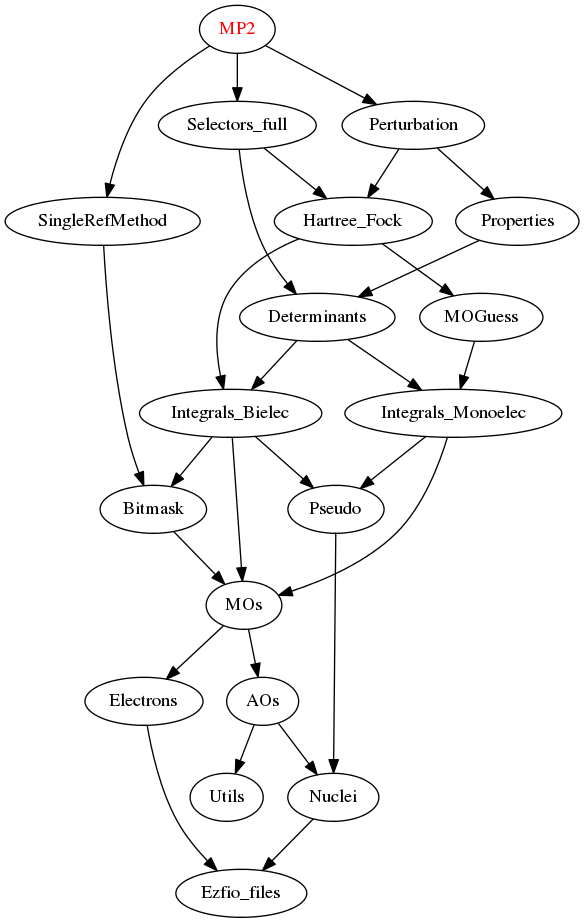 MP2
Selectors_full
Perturbation
SingleRefMethod
Hartree_Fock
Properties
Determinants
MOGuess
Integrals_Bielec
Integrals_Monoelec
Bitmask
Pseudo
MOs
Electrons
AOs
Utils
Nuclei
Ezfio_files